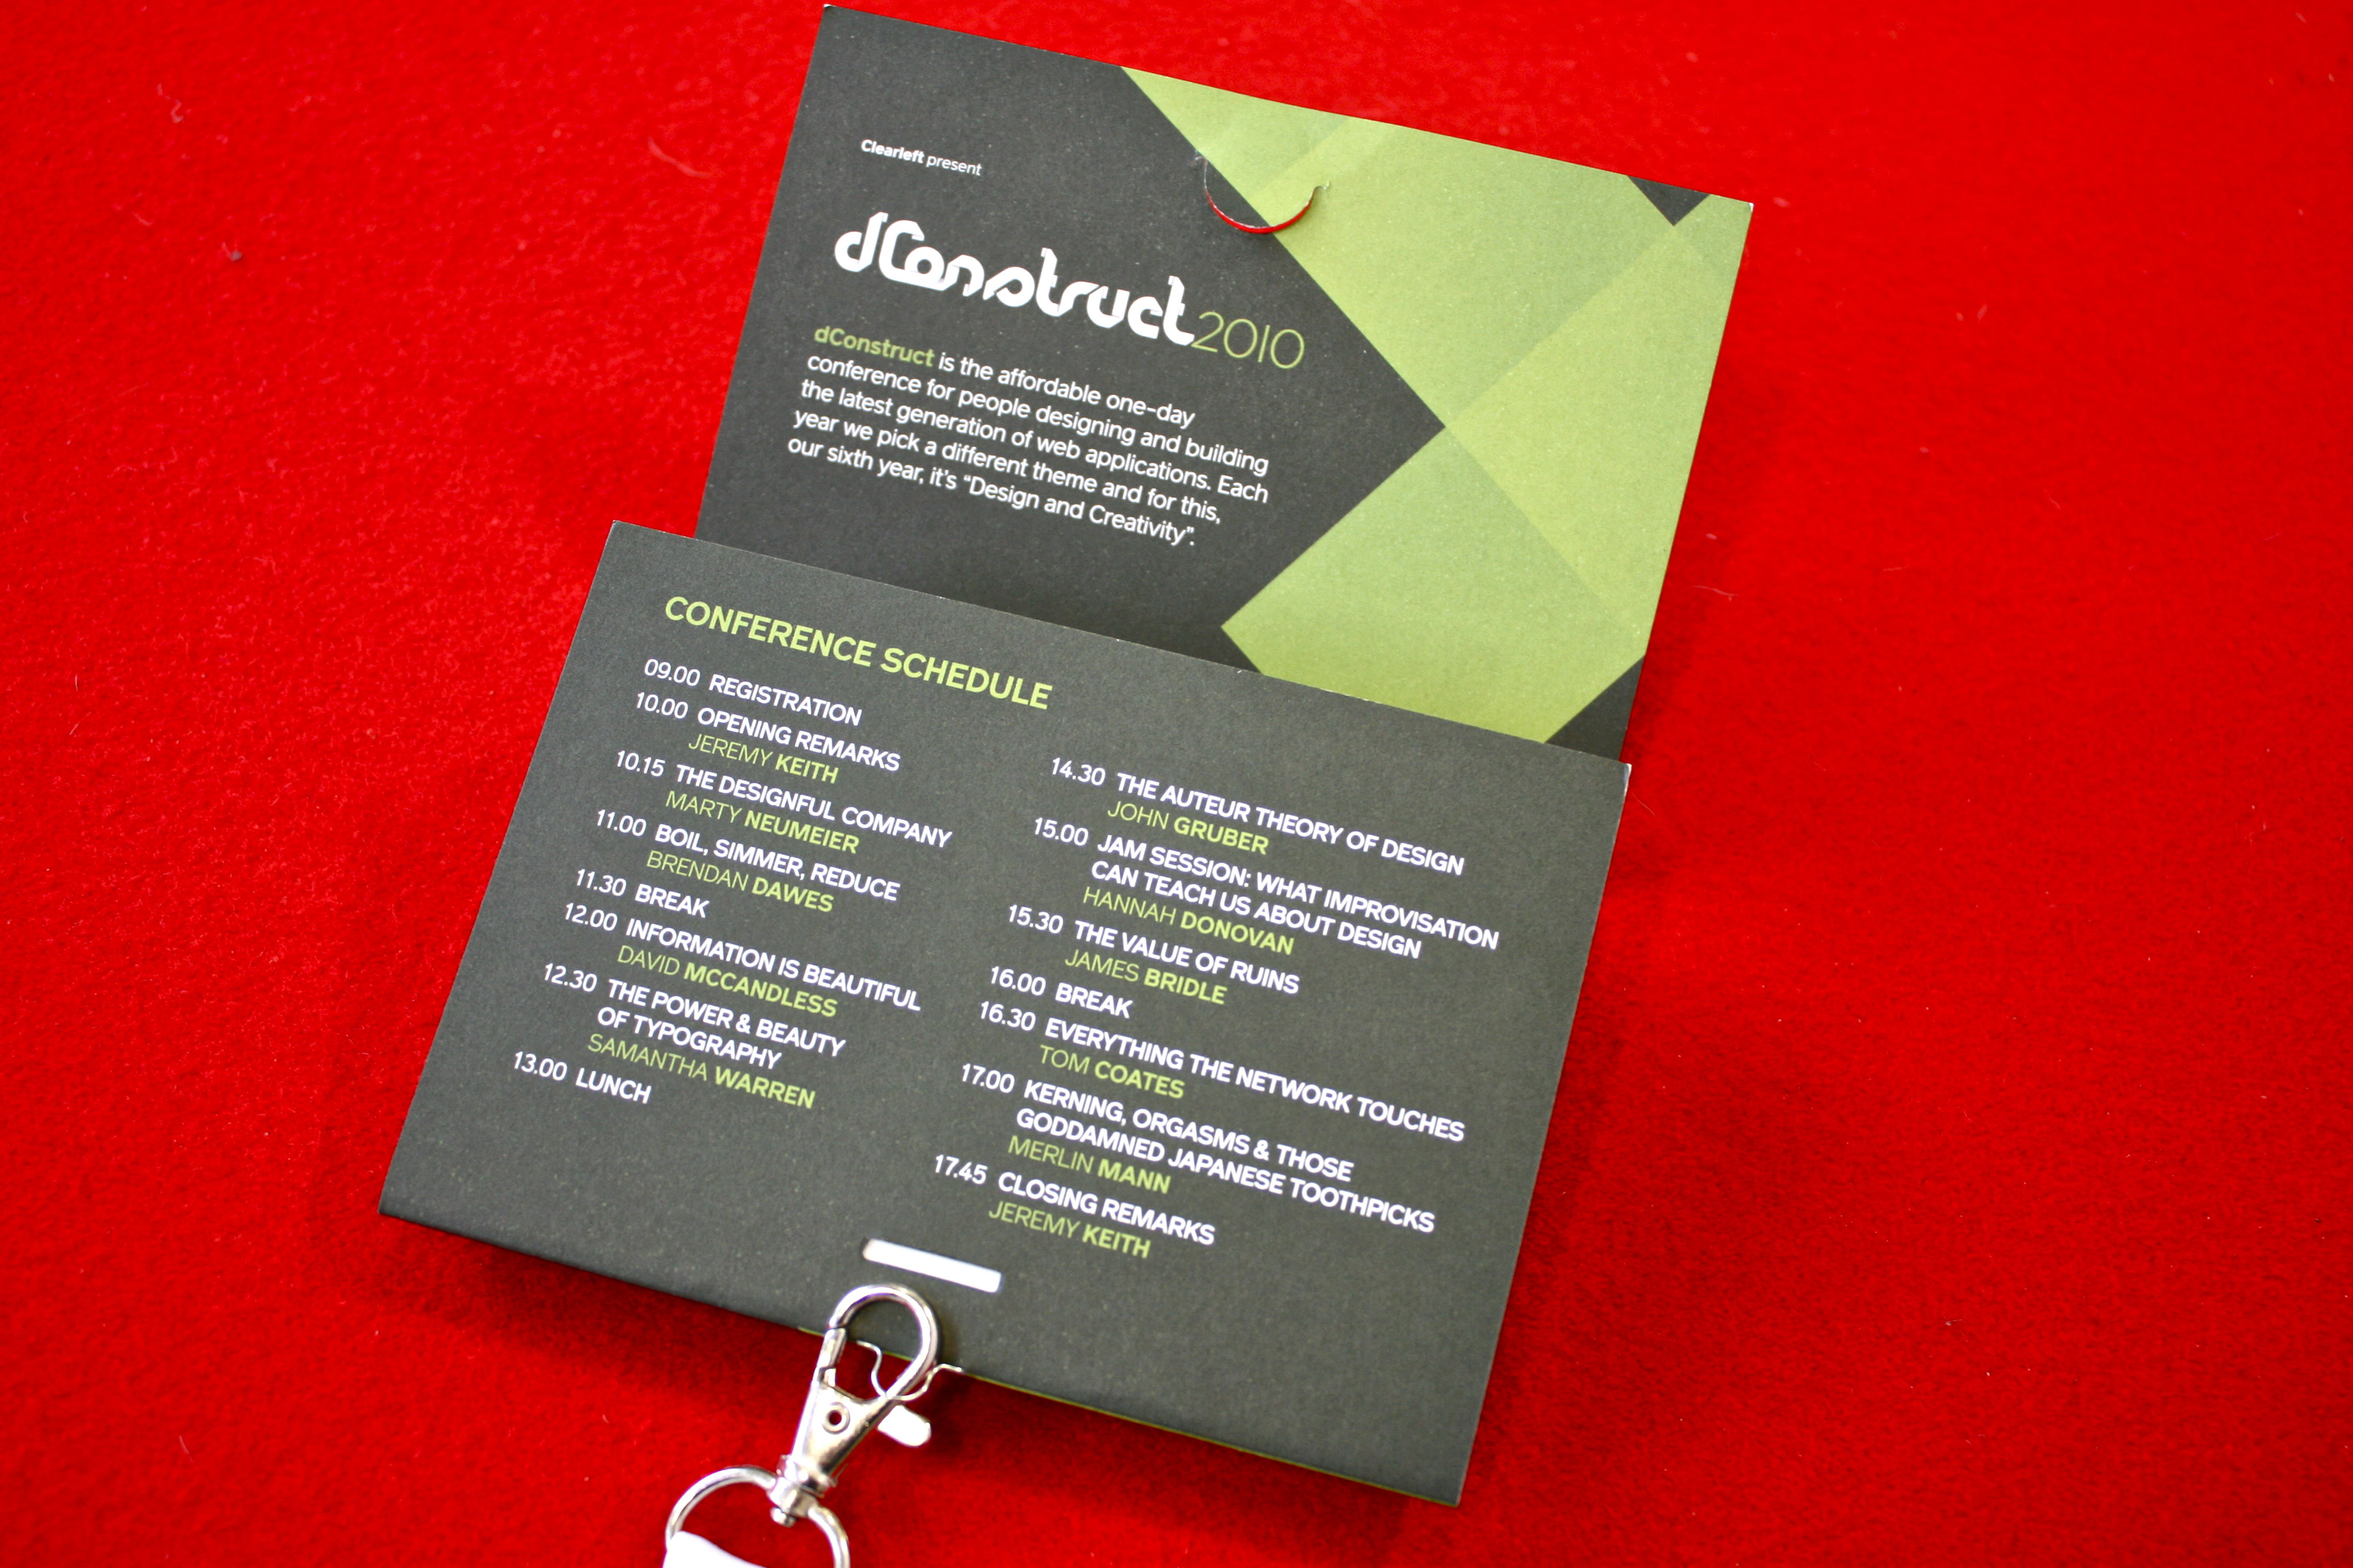 Clearleft present
dConstruct2010
dConstruct is the affordable one-day
conference for people designing and building
the latest generation of web applications. Each
year we pick a different theme and for this,
our sixth year, it's “Design and Creativity”.
CONFERENCE SCHEDULE
09.00 REGISTRATION
10.00 OPENING REMARKS
JEREMY KEITH
10.15 THE DESIGNFUL COMPANY
MARTY NEUMEIER
11.00 BOIL, SIMMER, REDUCE
BRENDAN DAWES
11.30 BREAK
12.00 INFORMATION IS BEAUTIFUL
DAVID MCCANDLESS
12.30 THE POWER & BEAUTY
OF TYPOGRAPHY
SAMANTHA WARREN
13.00 LUNCH
14.30 THE AUTEUR THEORY OF DESIGN
JOHN GRUBER
15.00 JAM SESSION: WHAT IMPROVISATION
CAN TEACH US ABOUT DESIGN
HANNAH DONOVAN
15.30 THE VALUE OF RUINS
JAMES BRIDLE
16.00 BREAK
16.30 EVERYTHING THE NETWORK TOUCHES
TOM COATES
17.00 KERNING, ORGASMS & THOSE
GODDAMNED JAPANESE TOOTHPICKS
MERLIN MANN
17.45 CLOSING REMARKS
JEREMY KEITH